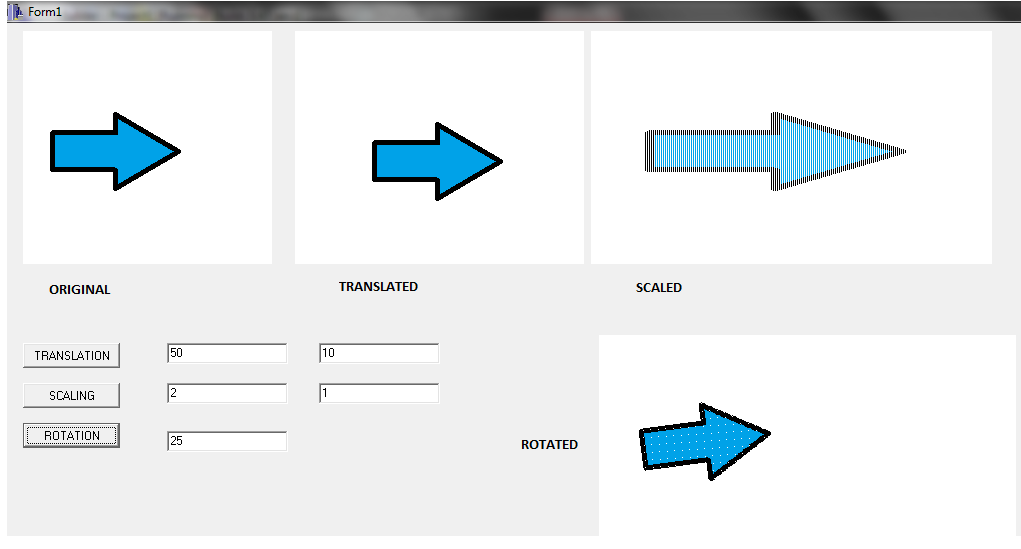 Form1
ORIGINAL
TRANSLATED
SCALED
TRANSLATION
50
10
SCALING
2
1
ROTATION
25
ROTATED